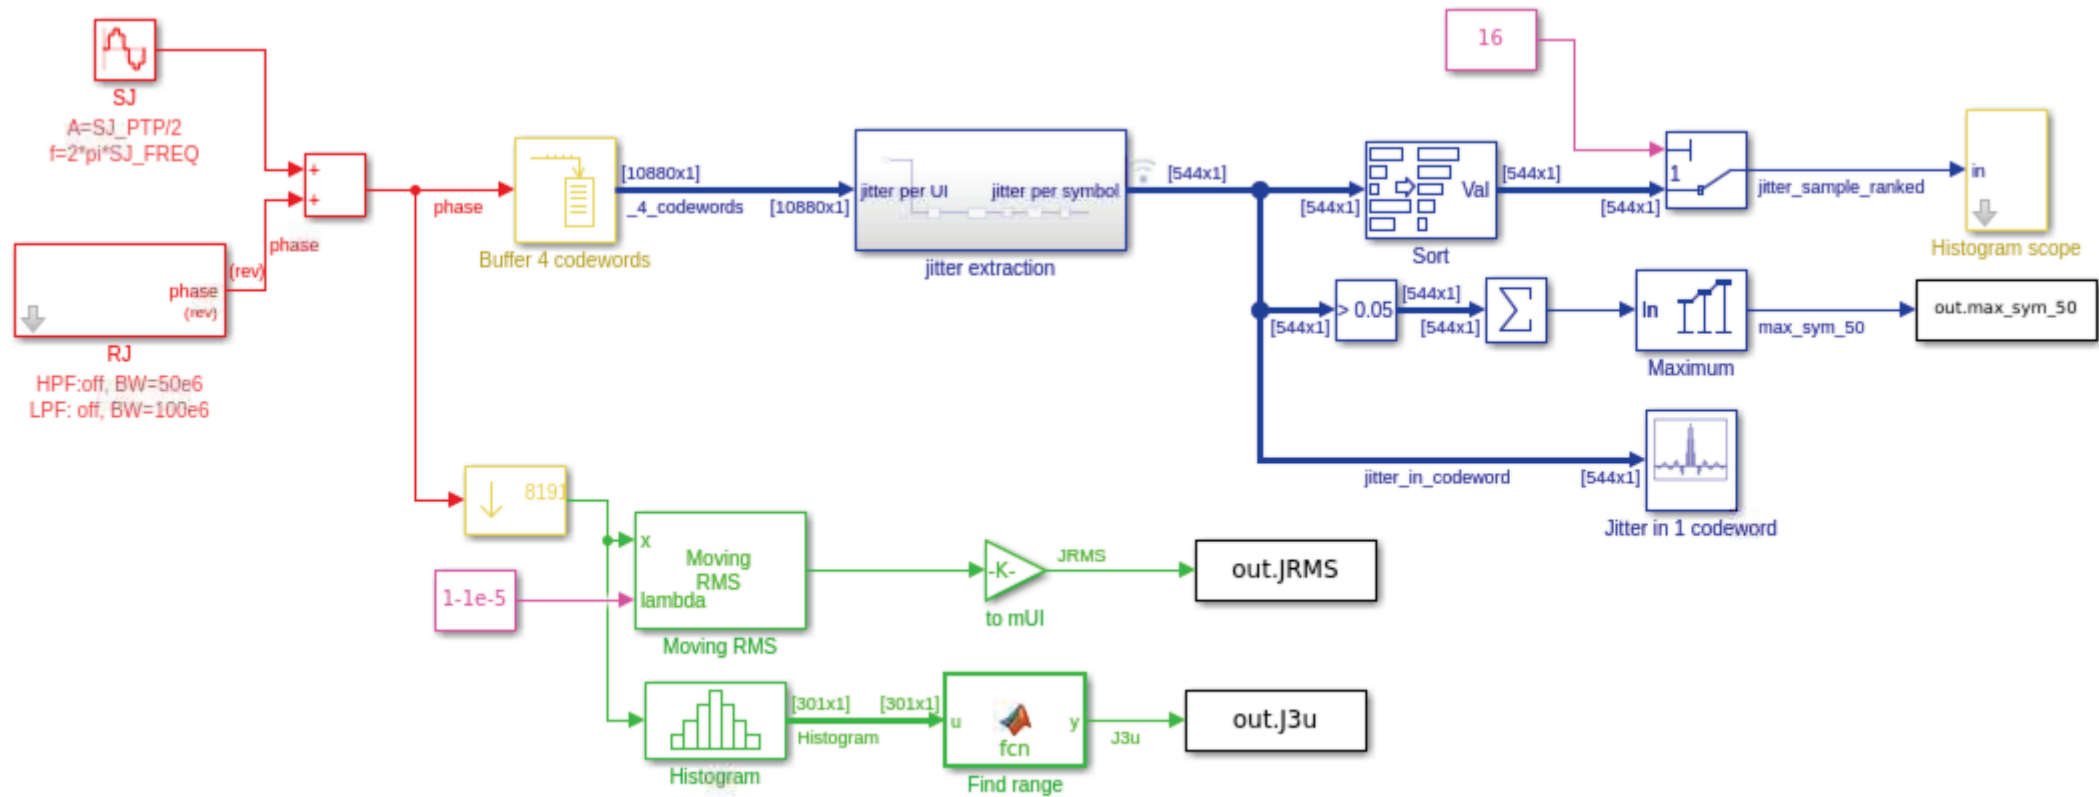 SJ
A=SJ_PTP/2
f=2*pi*SJ_FREQ
+
+
phase
(rev)
phase
(rev)
RJ
HPF:off, BW=50e6
LPF: off, BW=100e6
phase
Buffer 4 codewords
[10880x1]
_4_codewords
[10880x1]
jitter per UI
jitter per symbol
jitter extraction
[544x1]
[544x1]
Val
Sort
[544x1]
[544x1]
16
1
jitter_sample_ranked
in
Histogram scope
[544x1]
> 0.05
[544x1]
[544x1]
∑
In
Maximum
max_sym_50
out.max_sym_50
jitter_in_codeword
[544x1]
Jitter in 1 codeword
8191
1-1e-5
x
lambda
Moving
RMS
Moving RMS
-K-
to mUI
JRMS
out.JRMS
Histogram
[301x1]
[301x1]
Histogram
u
y
fcn
Find range
J3u
out.J3u